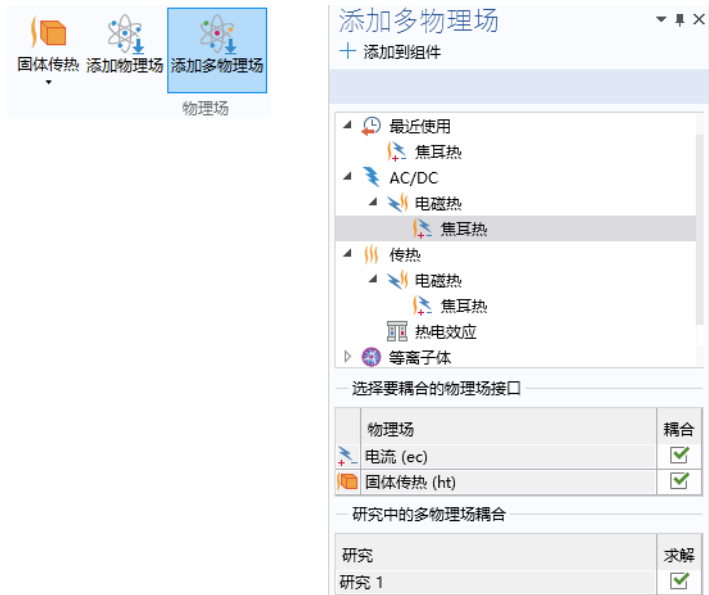 固体传热 添加物理场 添加多物理场
物理场
添加多物理场
添加到组件
最近使用
焦耳热
AC/DC
电磁热
焦耳热
传热
电磁热
焦耳热
热电效应
等离子体
选择要耦合的物理场接口
物理场 耦合
电流 (ec)
固体传热 (ht)
研究中的多物理场耦合
研究 求解
研究 1